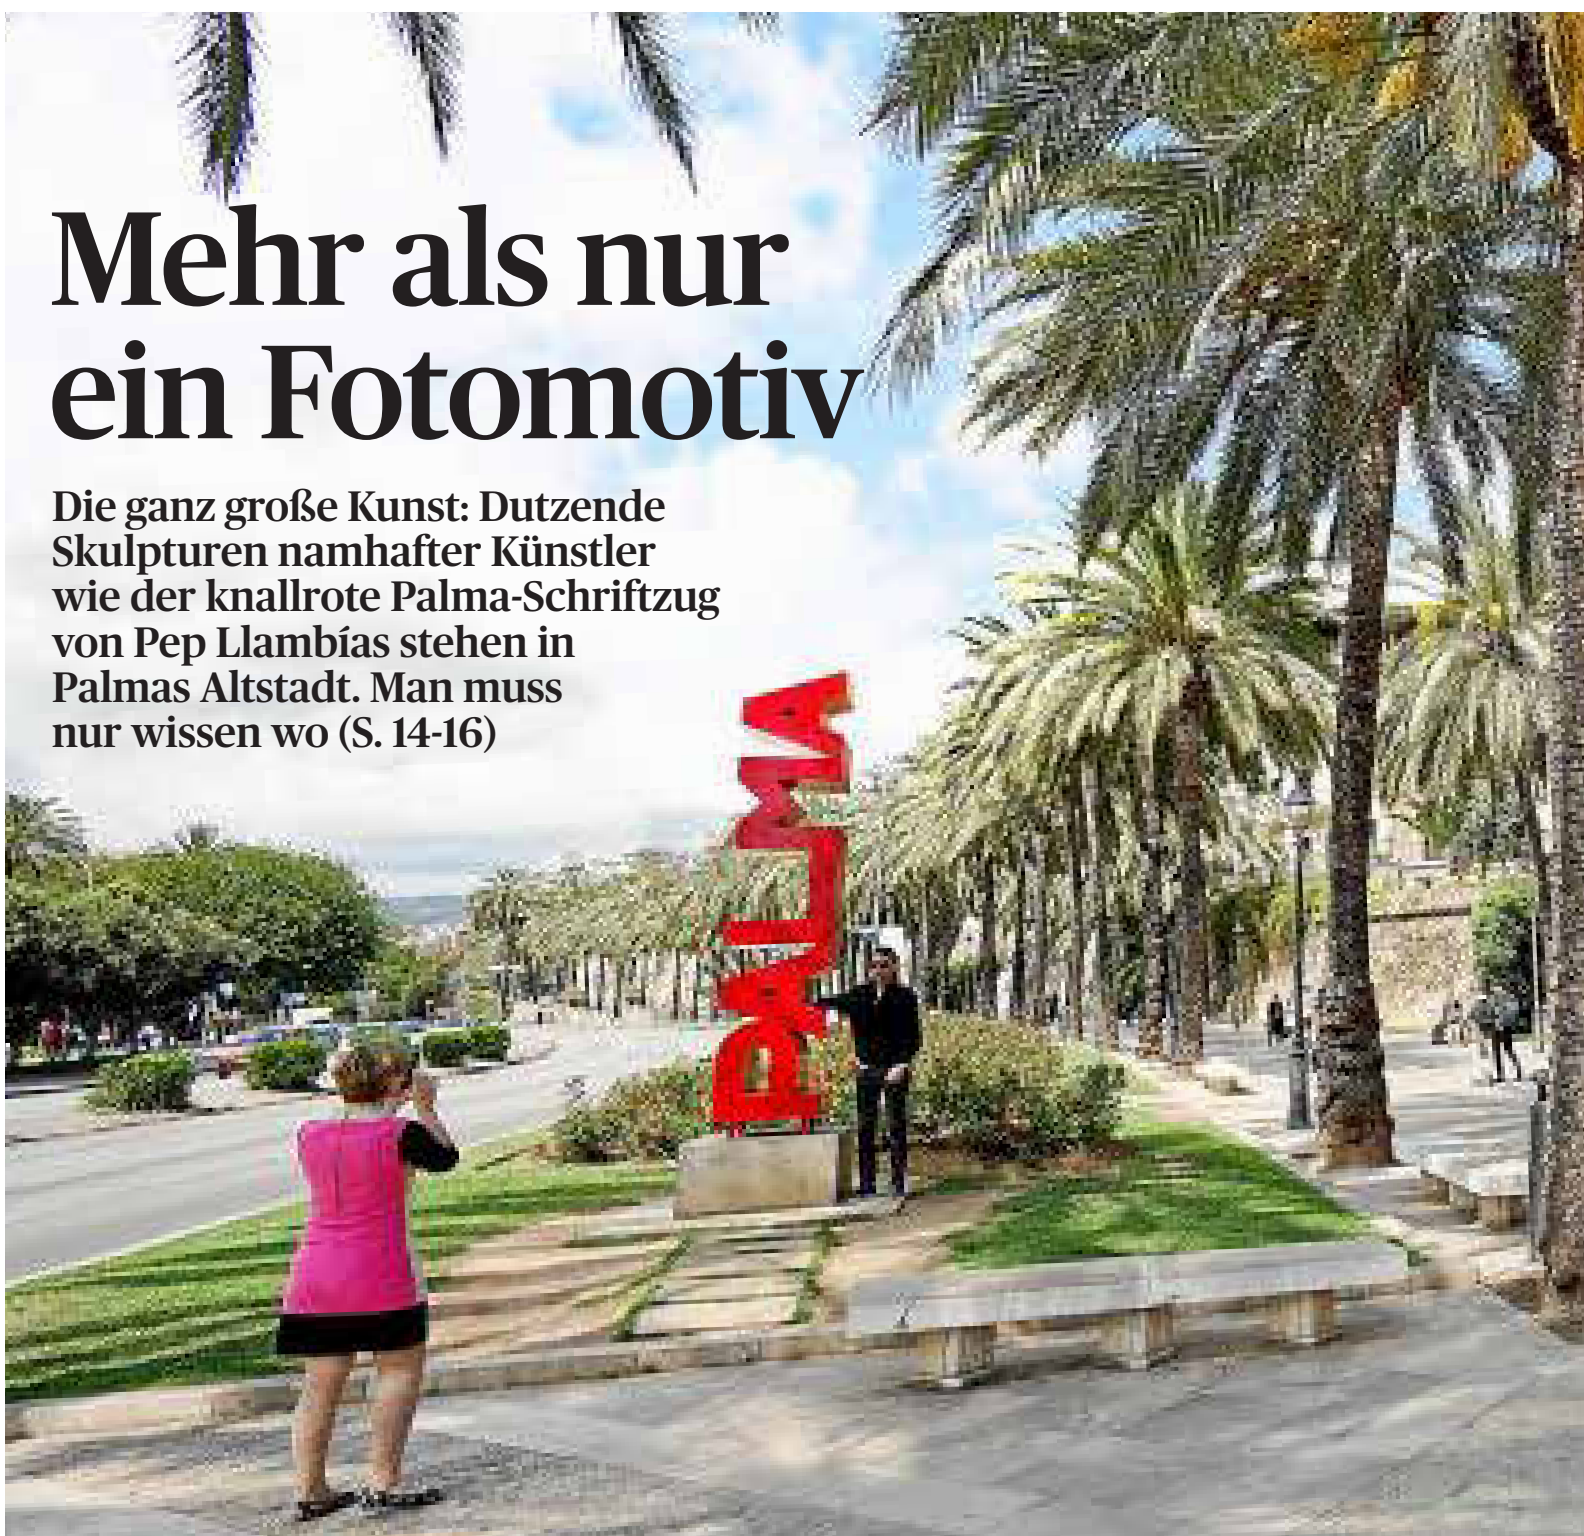 Mehr als nur
ein Fotomotiv
Die ganz große Kunst: Dutzende
Skulpturen namhafter Künstler
wie der knallrote Palma-Schriftzug
von Pep Llambías stehen in
Palmas Altstadt. Man muss
nur wissen wo (S. 14-16)
PALMA